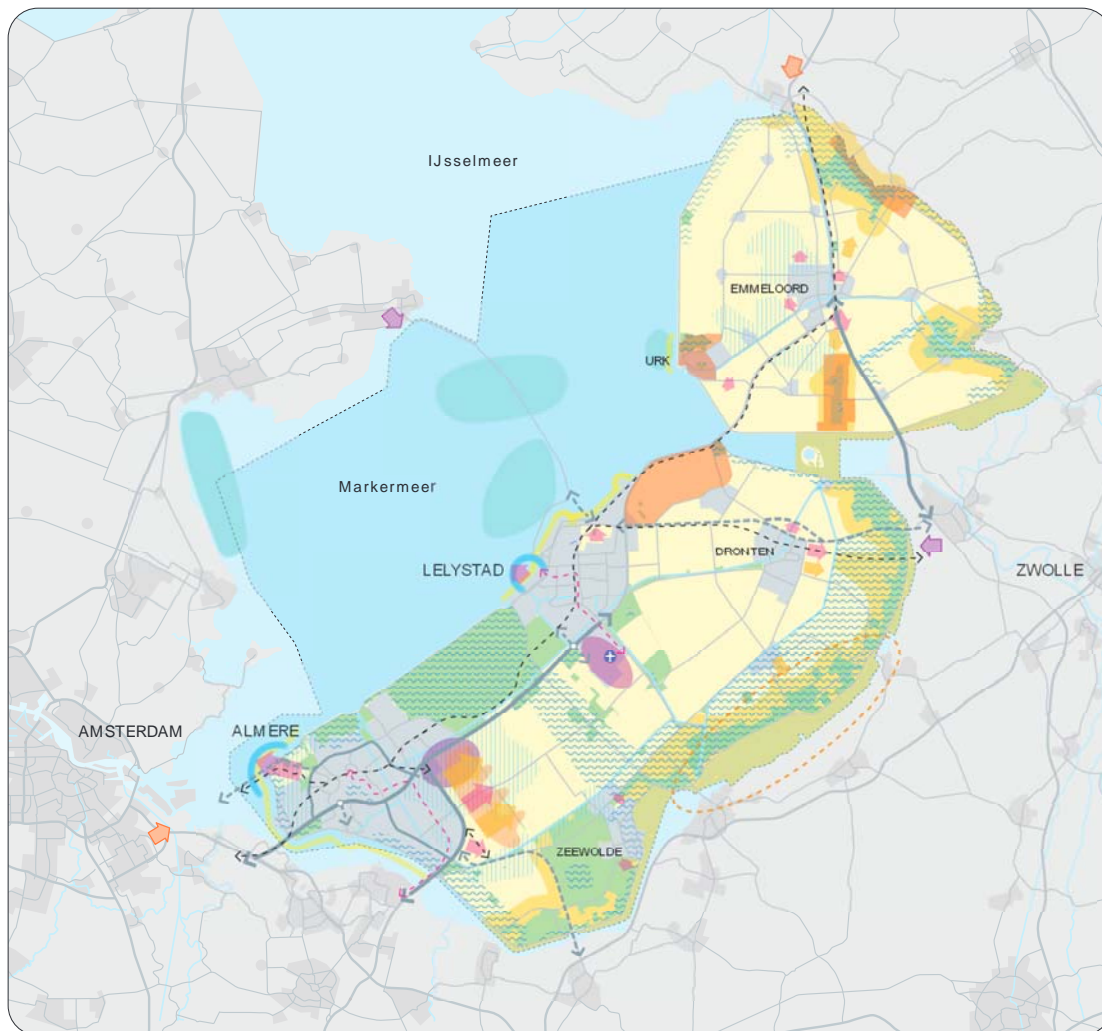 IJsselmeer
EMMELOORD
URK
Markermeer
DRONTEN
LELYSTAD
ZWOLLE
AMSTERDAM
ALMERE
ZEEWOLDE